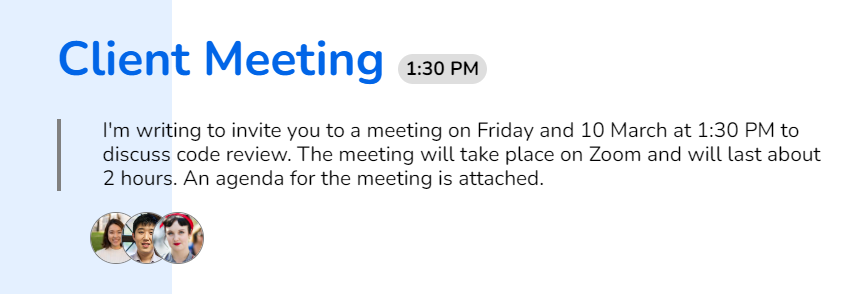 Client Meeting 1:30 PM
I'm writing to invite you to a meeting on Friday and 10 March at 1:30 PM to
discuss code review. The meeting will take place on Zoom and will last about
2 hours. An agenda for the meeting is attached.